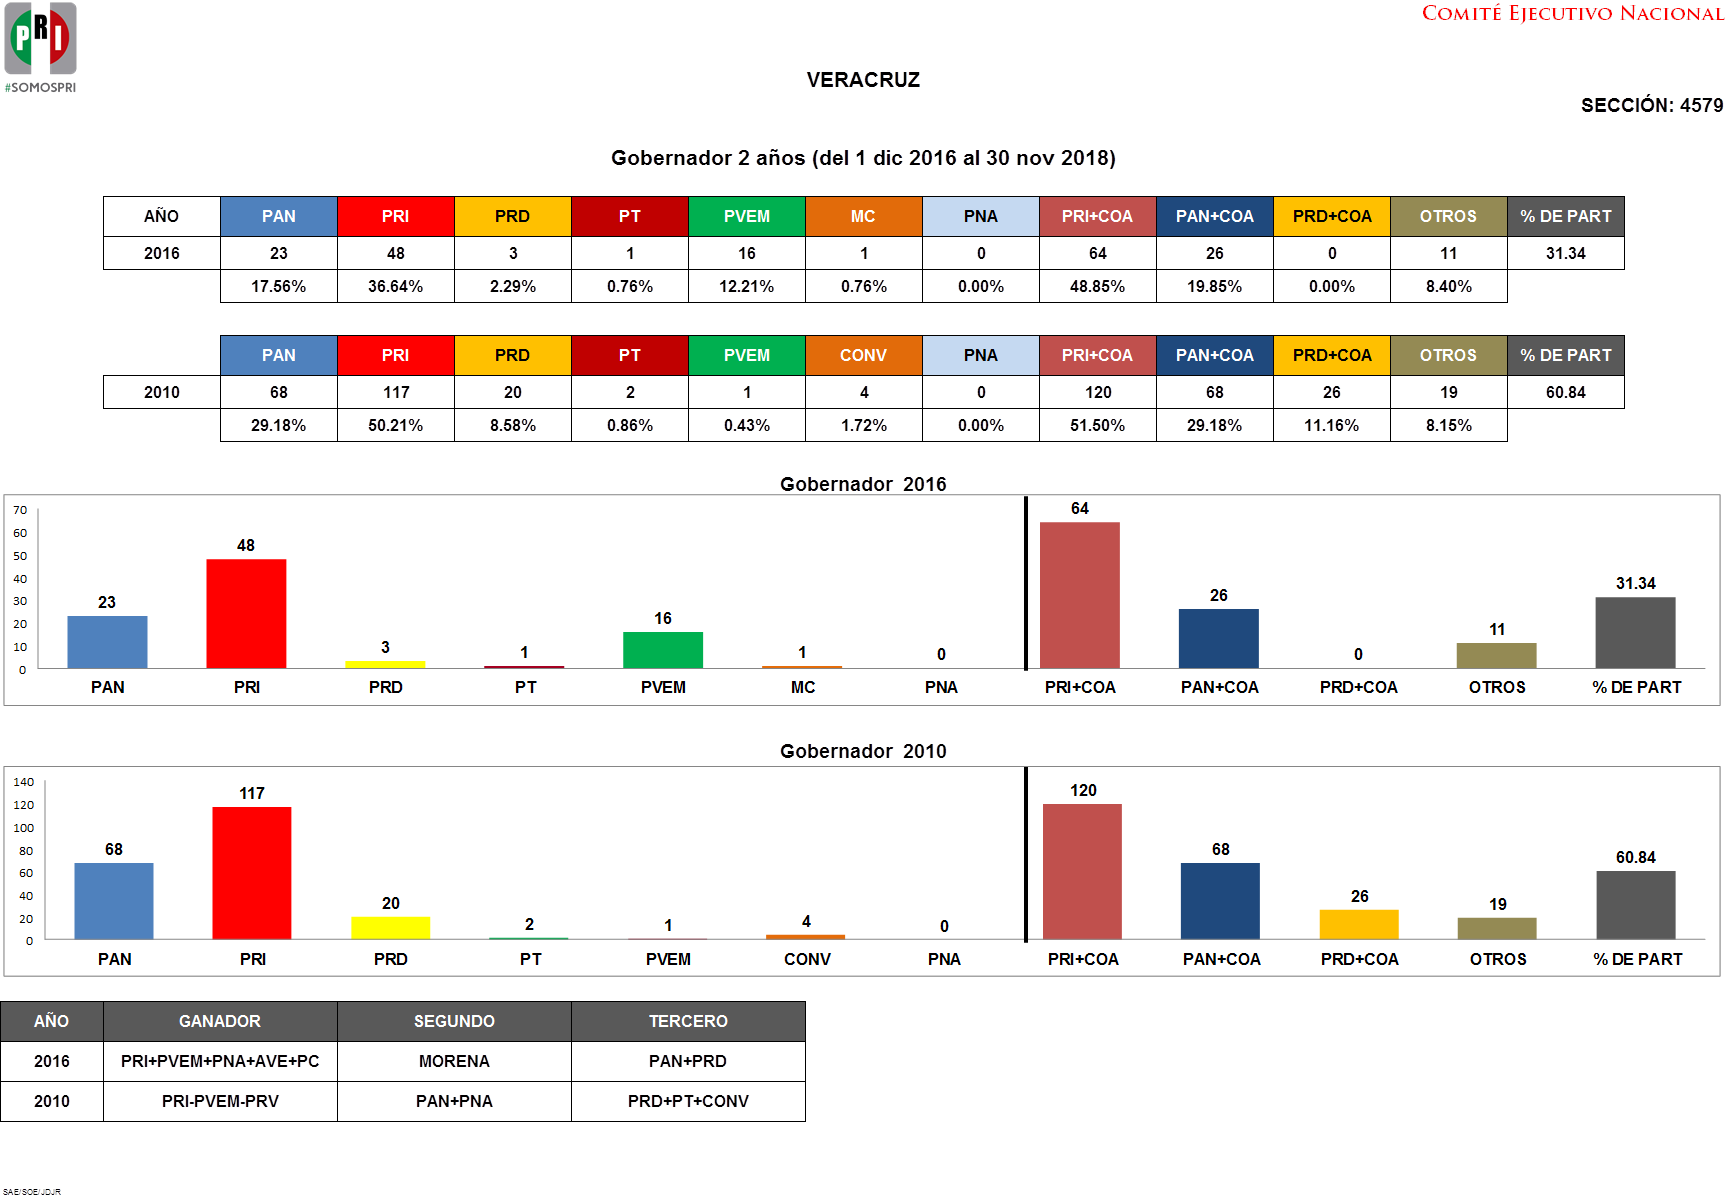 PRI
#SOMOSPRI
COMITÉ EJECUTIVO NACIONAL
VERACRUZ
SECCIÓN: 4579
Gobernador 2 años (del 1 dic 2016 al 30 nov 2018)
AÑO PAN PRI PRD PT PVEM MC PNA PRI+COA PAN+COA PRD+COA OTROS % DE PART
2016 23 48 3 1 16 1 0 64 26 0 11 31.34
17.56% 36.64% 2.29% 0.76% 12.21% 0.76% 0.00% 48.85% 19.85% 0.00% 8.40%
PAN PRI PRD PT PVEM CONV PNA PRI+COA PAN+COA PRD+COA OTROS % DE PART
2010 68 117 20 2 1 4 0 120 68 26 19 60.84
29.18% 50.21% 8.58% 0.86% 0.43% 1.72% 0.00% 51.50% 29.18% 11.16% 8.15%
Gobernador 2016
70
60
50
40
30
20
10
0
23 48 3 1 16 1 0 64 26 0 11 31.34
PAN PRI PRD PT PVEM MC PNA PRI+COA PAN+COA PRD+COA OTROS % DE PART
Gobernador 2010
140
120
100
80
60
40
20
0
68 117 20 2 1 4 0 120 68 26 19 60.84
PAN PRI PRD PT PVEM CONV PNA PRI+COA PAN+COA PRD+COA OTROS % DE PART
AÑO GANADOR SEGUNDO TERCERO
2016 PRI+PVEM+PNA+AVE+PC MORENA PAN+PRD
2010 PRI-PVEM-PRV PAN+PNA PRD+PT+CONV
SAE/SOE/JDJR